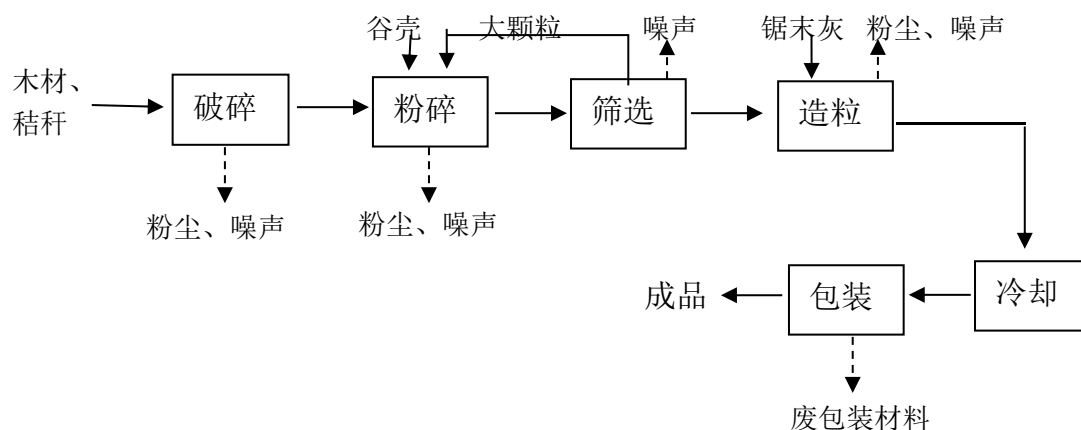 谷壳
大颗粒
噪声
锯末灰
粉尘、噪声
木材、
秸秆
破碎
粉碎
筛选
造粒
粉尘、噪声
粉尘、噪声
成品
包装
冷却
废包装材料